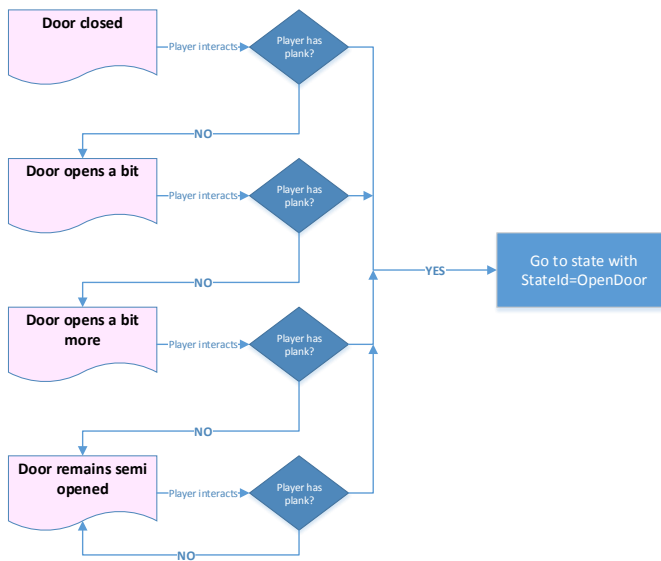 Door closed
Player interacts
Player has
plank?
NO
Door opens a bit
Player interacts
Player has
plank?
YES
Go to state with
StateId=OpenDoor
NO
Door opens a bit
more
Player interacts
Player has
plank?
NO
Door remains semi
opened
Player interacts
Player has
plank?
NO